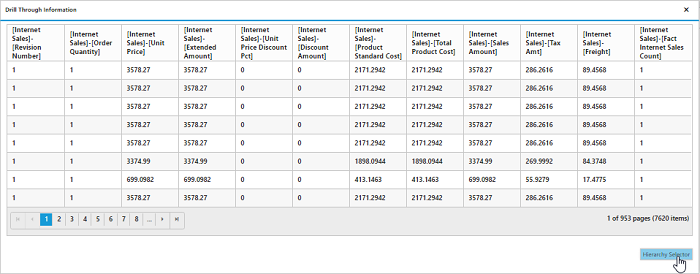 Drill Through Information ×
[Internet Sales]-[Revision Number] [Internet Sales]-[Order Quantity] [Internet Sales]-[Unit Price] [Internet Sales]-[Extended Amount] [Internet Sales]-[Unit Price Discount Pct] [Internet Sales]-[Discount Amount] [Internet Sales]-[Product Standard Cost] [Internet Sales]-[Total Product Cost] [Internet Sales]-[Sales Amount] [Internet Sales]-[Tax Amt] [Internet Sales]-[Freight] [Internet Sales]-[Fact Internet Sales Count]
1 1 3578.27 3578.27 0 0 2171.2942 2171.2942 3578.27 286.2616 89.4568 1
1 1 3578.27 3578.27 0 0 2171.2942 2171.2942 3578.27 286.2616 89.4568 1
1 1 3578.27 3578.27 0 0 2171.2942 2171.2942 3578.27 286.2616 89.4568 1
1 1 3578.27 3578.27 0 0 2171.2942 2171.2942 3578.27 286.2616 89.4568 1
1 1 3578.27 3578.27 0 0 2171.2942 2171.2942 3578.27 286.2616 89.4568 1
1 1 3374.99 3374.99 0 0 1898.0944 1898.0944 3374.99 269.9992 84.3748 1
1 1 699.0982 699.0982 0 0 413.1463 413.1463 699.0982 55.9279 17.4775 1
1 1 3578.27 3578.27 0 0 2171.2942 2171.2942 3578.27 286.2616 89.4568 1
1 2 3 4 5 6 7 8 ... 1 of 953 pages (7620 items)
Hierarchy Selector